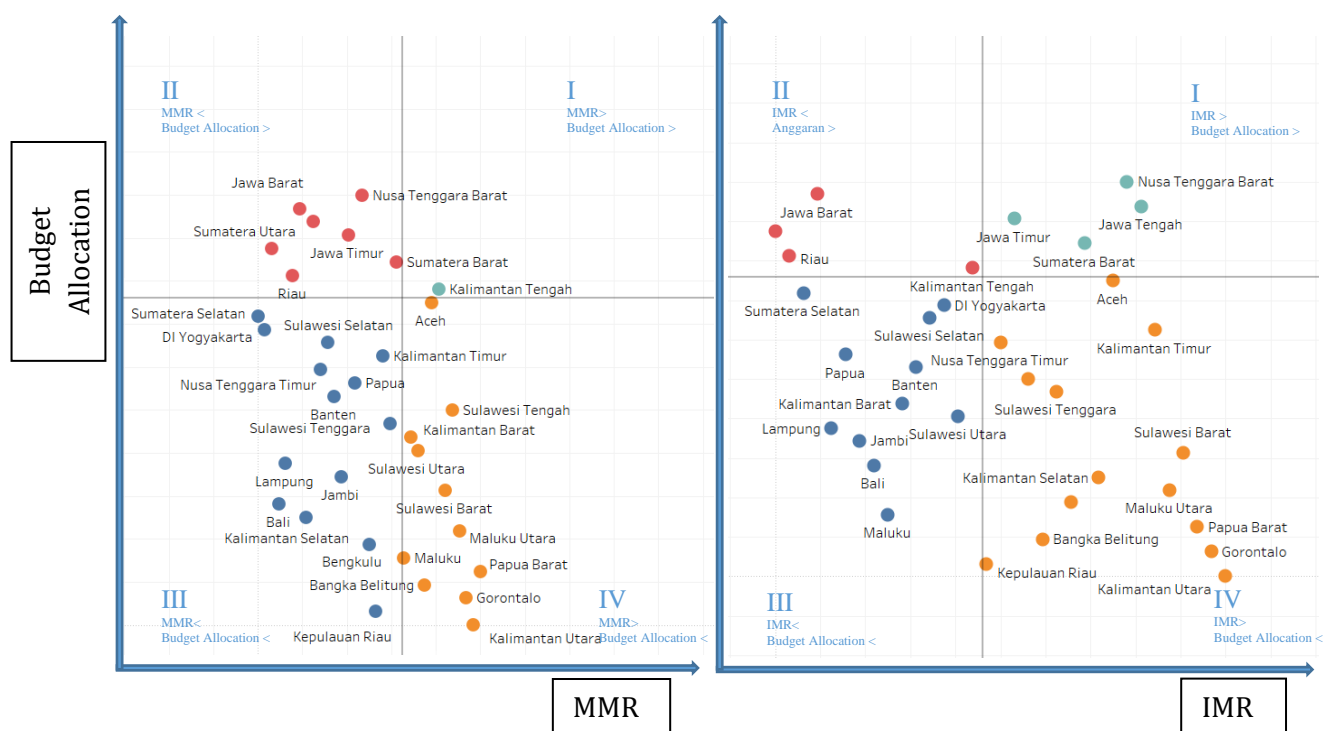 Budget
Allocation
II
MMR <
Budget Allocation >
I
MMR>
Budget Allocation >
Jawa Barat
Nusa Tenggara Barat
Sumatera Utara
Jawa Timur
Sumatera Barat
Riau
Kalimantan Tengah
Aceh
Sumatera Selatan
DI Yogyakarta
Sulawesi Selatan
Kalimantan Timur
Nusa Tenggara Timur
Papua
Banten
Sulawesi Tengah
Sulawesi Tenggara
Kalimantan Barat
Sulawesi Utara
Lampung
Jambi
Sulawesi Barat
Bali
Kalimantan Selatan
Maluku Utara
Bengkulu
Maluku
Papua Barat
Bangka Belitung
Gorontalo
Kepulauan Riau
Kalimantan Utara
III
MMR<
Budget Allocation <
IV
MMR>
Budget Allocation <
MMR
II
IMR <
Anggaran >
I
IMR >
Budget Allocation >
Nusa Tenggara Barat
Jawa Barat
Jawa Tengah
Jawa Timur
Riau
Sumatera Barat
Kalimantan Tengah
Aceh
Sumatera Selatan
DI Yogyakarta
Sulawesi Selatan
Kalimantan Timur
Papua
Nusa Tenggara Timur
Banten
Kalimantan Barat
Sulawesi Tenggara
Lampung
Sulawesi Utara
Jambi
Sulawesi Barat
Bali
Kalimantan Selatan
Maluku Utara
Maluku
Papua Barat
Bangka Belitung
Gorontalo
Kepulauan Riau
Kalimantan Utara
III
IMR<
Budget Allocation <
IV
IMR>
Budget Allocation <
IMR